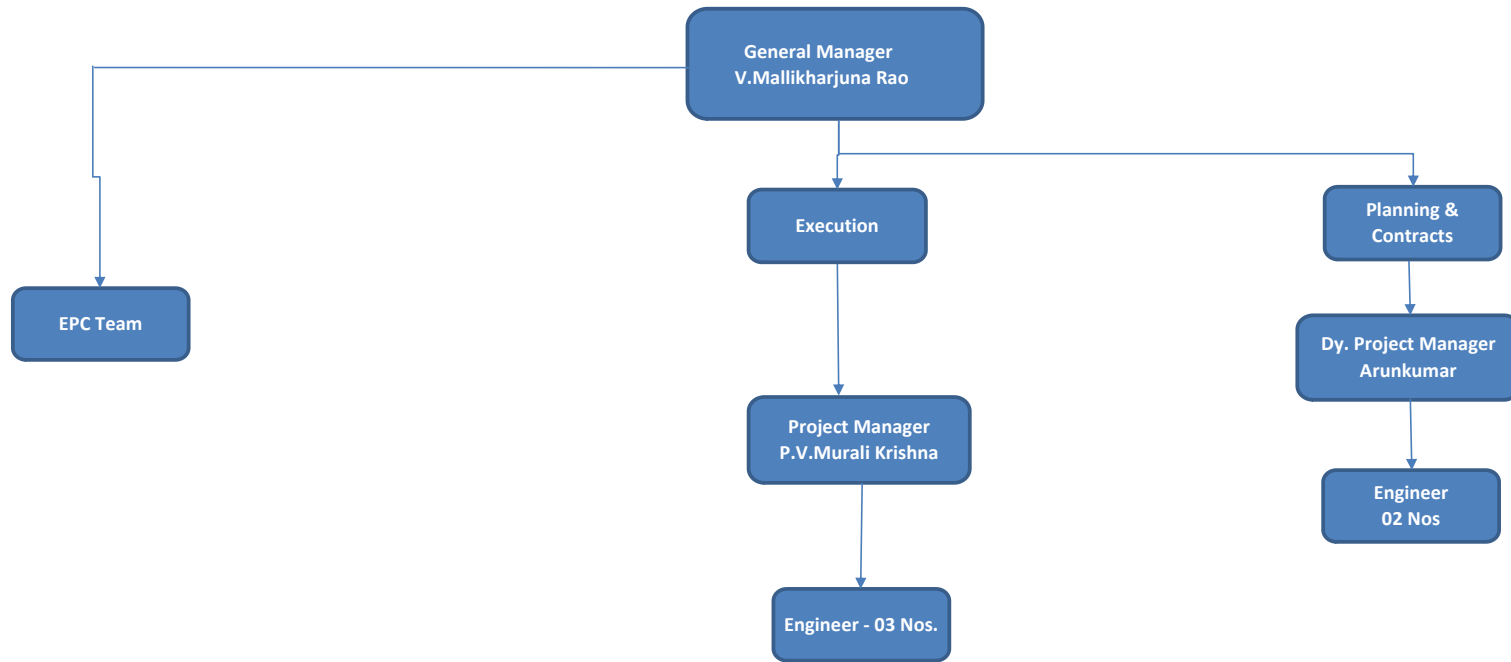 General Manager
V.Mallikharjuna Rao
Execution
Planning &
Contracts
EPC Team
Dy. Project Manager
Arunkumar
Project Manager
P.V.Murali Krishna
Engineer
02 Nos
Engineer - 03 Nos.